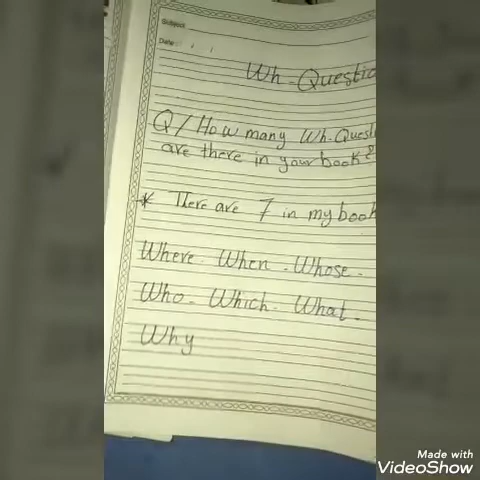 Subject
Date: / /
Wh-Questio
Q/How many Wh-Quest
are there in your book?
* There are 7 in my book
Where - When - Whose -
Who - Which - What -
Why
Made with
VideoShow